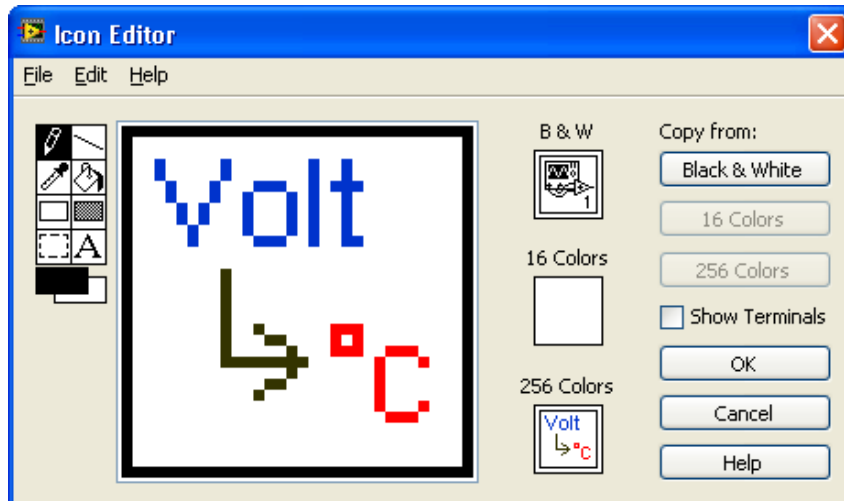 Icon Editor
File Edit Help
B & W
Copy from:
Black & White
1
16 Colors
16 Colors
256 Colors
Show Terminals
OK
256 Colors
Cancel
Help
Volt
°C
A
Volt
°C